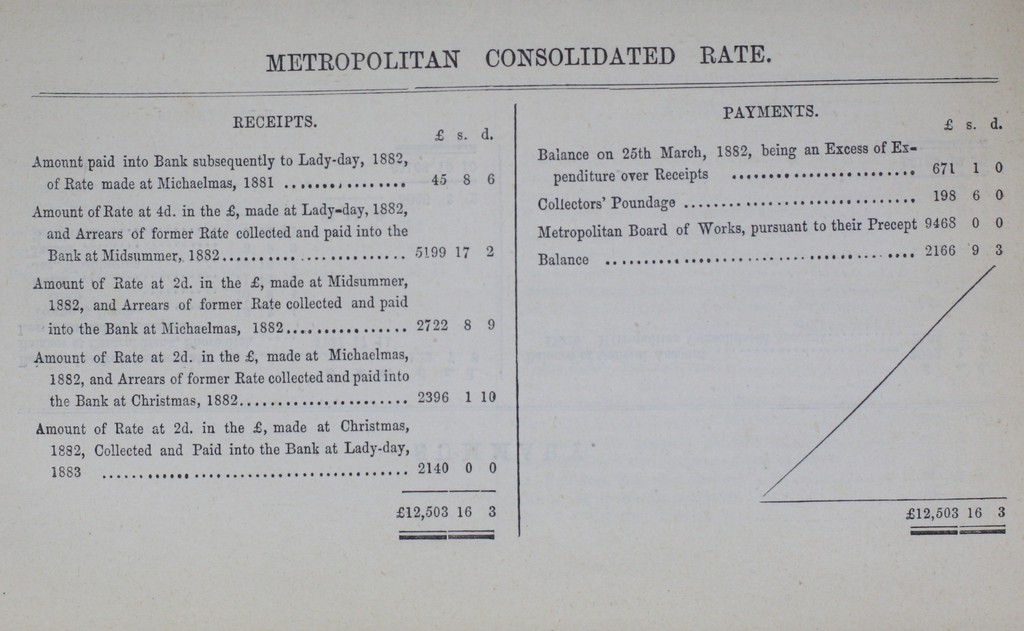 METROPOLITAN CONSOLIDATED RATE.
RECEIPTS.
£ s. d.
Amount paid into Bank subsequently to Lady-day, 1882,
of Rate made at Michaelmas, 1881 ................ 45 8 6
Amount of Rate at 4d. in the £, made at Lady-day, 1882,
and Arrears of former Rate collected and paid into the
Bank at Midsummer, 1882........................ 5199 17 2
Amount of Rate at 2d. in the £, made at Midsummer,
1882, and Arrears of former Rate collected and paid
into the Bank at Michaelmas, 1882................ 2722 8 9
Amount of Rate at 2d. in the £, made at Michaelmas,
1882, and Arrears of former Rate collected and paid into
the Bank at Christmas, 1882...................... 2396 1 10
Amount of Rate at 2d. in the £, made at Christmas,
1882, Collected and Paid into the Bank at Lady-day,
1883 ........................................ 2140 0 0
£12,503 16 3
PAYMENTS.
£ s. d.
Balance on 25th March, 1882, being an Excess of Ex-
penditure over Receipts ........................ 671 1 0
Collectors' Poundage .............................. 198 6 0
Metropolitan Board of Works, pursuant to their Precept 9468 0 0
Balance ........................................ 2166 9 3
£12,503 16 3